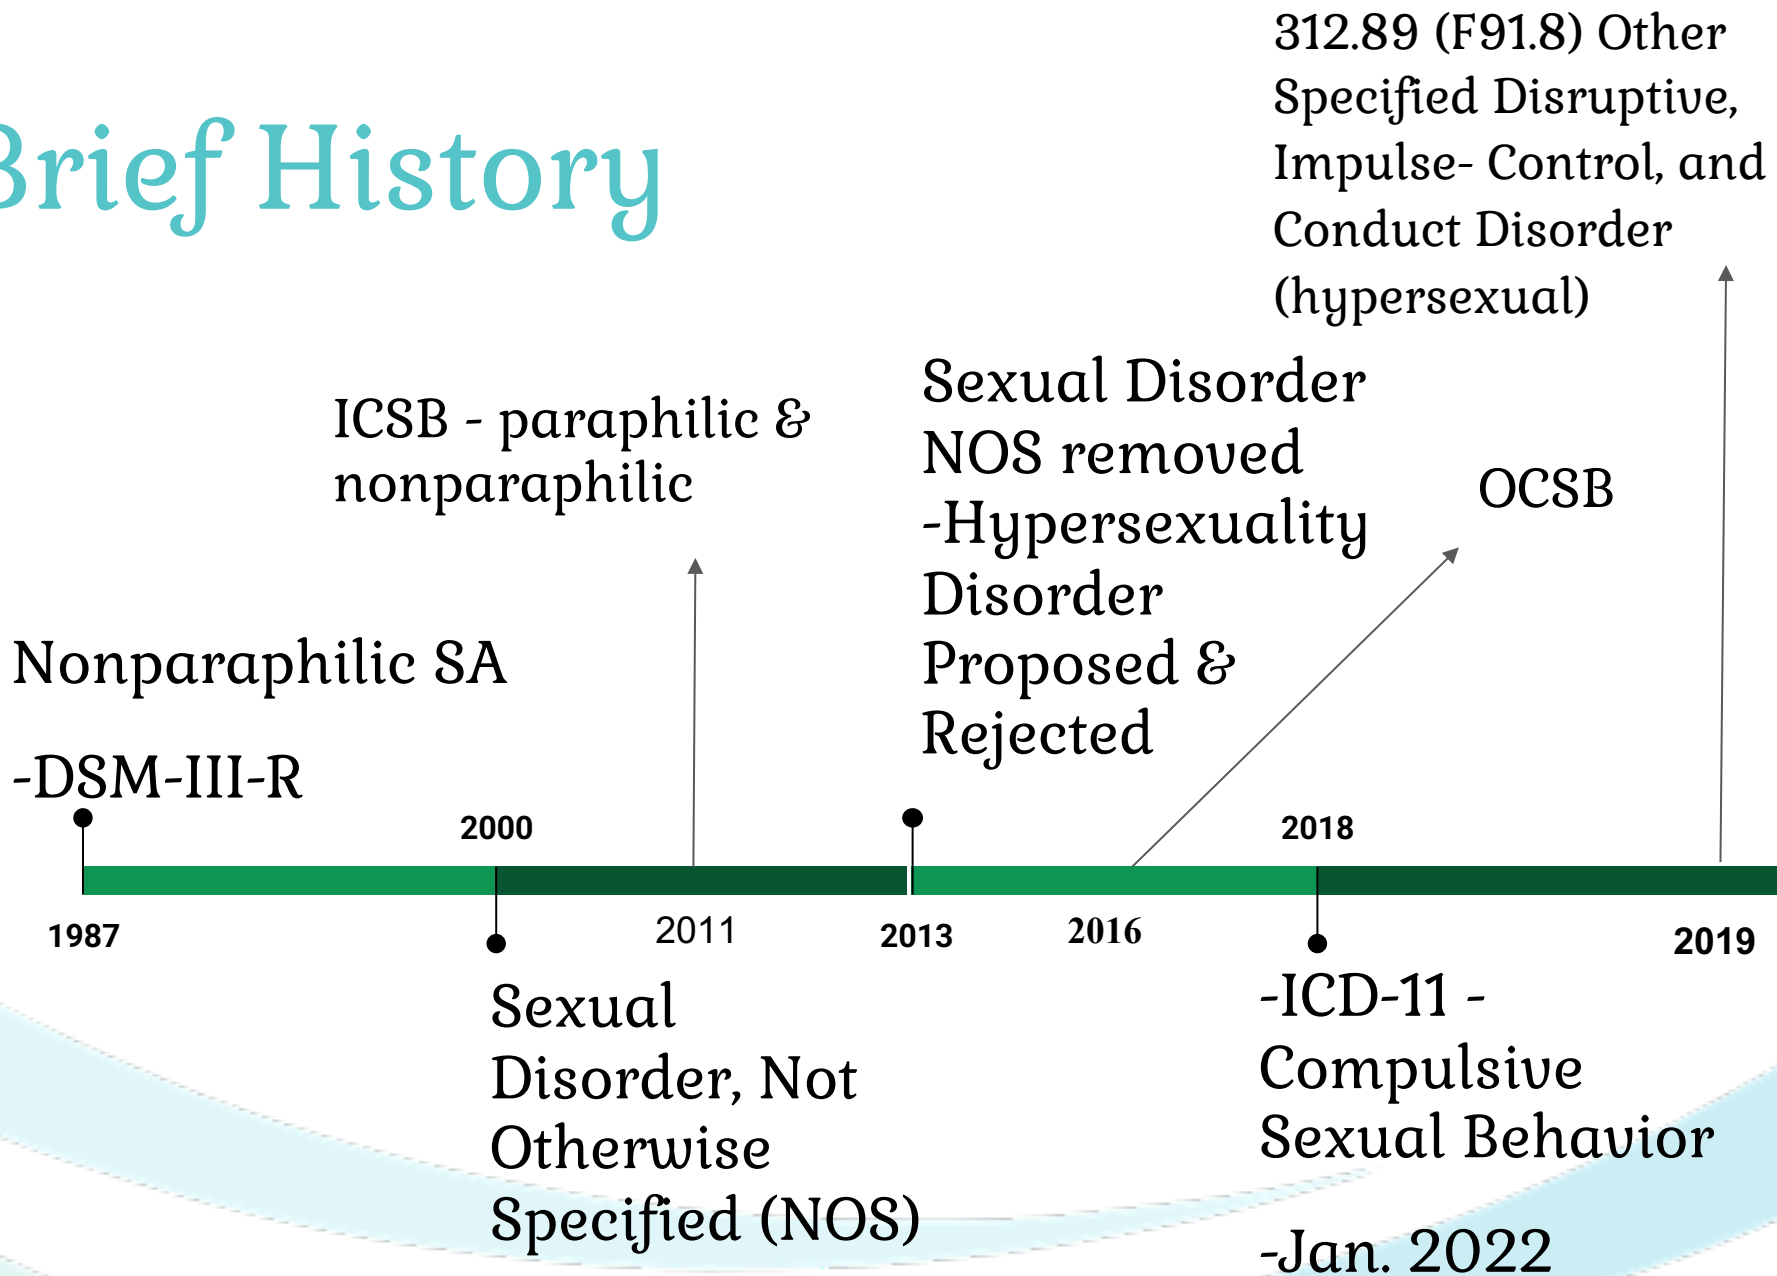 Brief History
312.89 (F91.8) Other
Specified Disruptive,
Impulse- Control, and
Conduct Disorder
(hypersexual)
ICSB - paraphilic &
nonparaphilic
Sexual Disorder
NOS removed
-Hypersexuality
Disorder
Proposed &
Rejected
OCSB
Nonparaphilic SA
-DSM-III-R
2000
2018
1987
2011
2013
2016
2019
Sexual
Disorder, Not
Otherwise
Specified (NOS)
-ICD-11 -
Compulsive
Sexual Behavior
-Jan. 2022